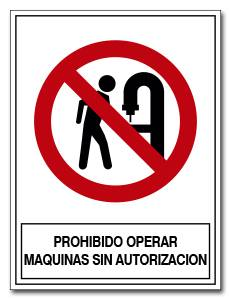 PROHIBIDO OPERAR
MAQUINAS SIN AUTORIZACION